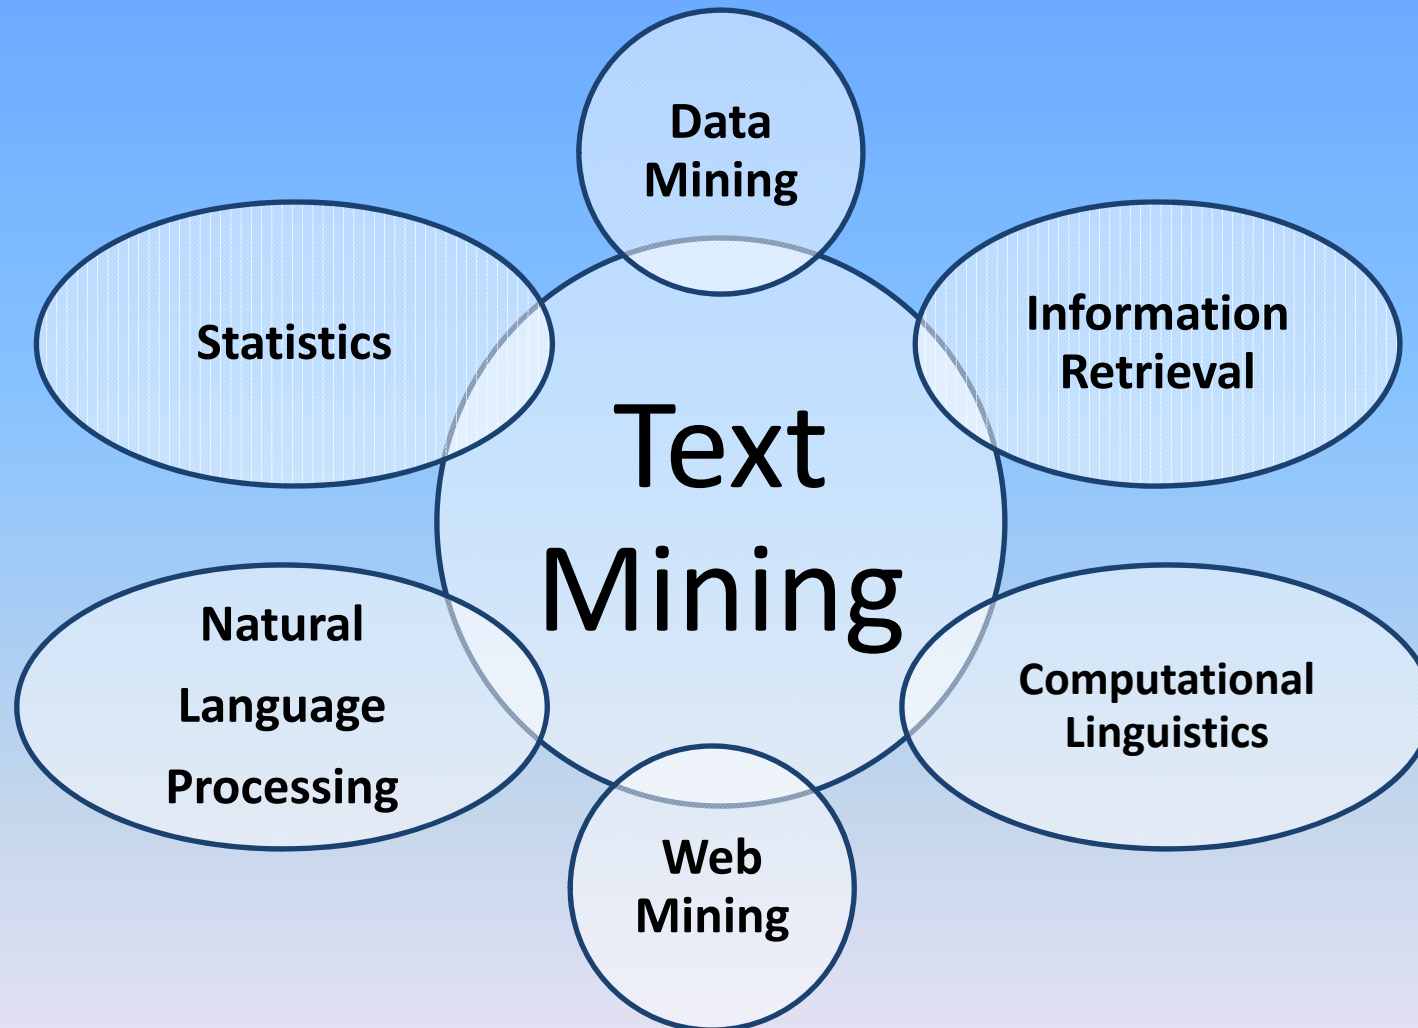 Data
Mining
Statistics
Information
Retrieval
Text
Mining
Natural
Language
Processing
Computational
Linguistics
Web
Mining